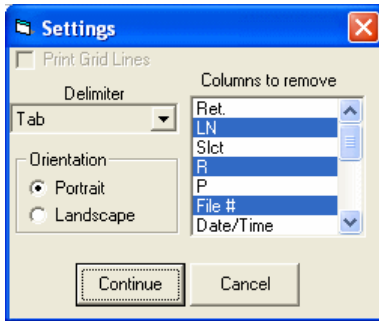 Settings
Print Grid Lines
Delimiter
Tab
Orientation
Portrait
Landscape
Columns to remove
Ret.
LN
Slct
R
P
File #
Date/Time
Continue
Cancel